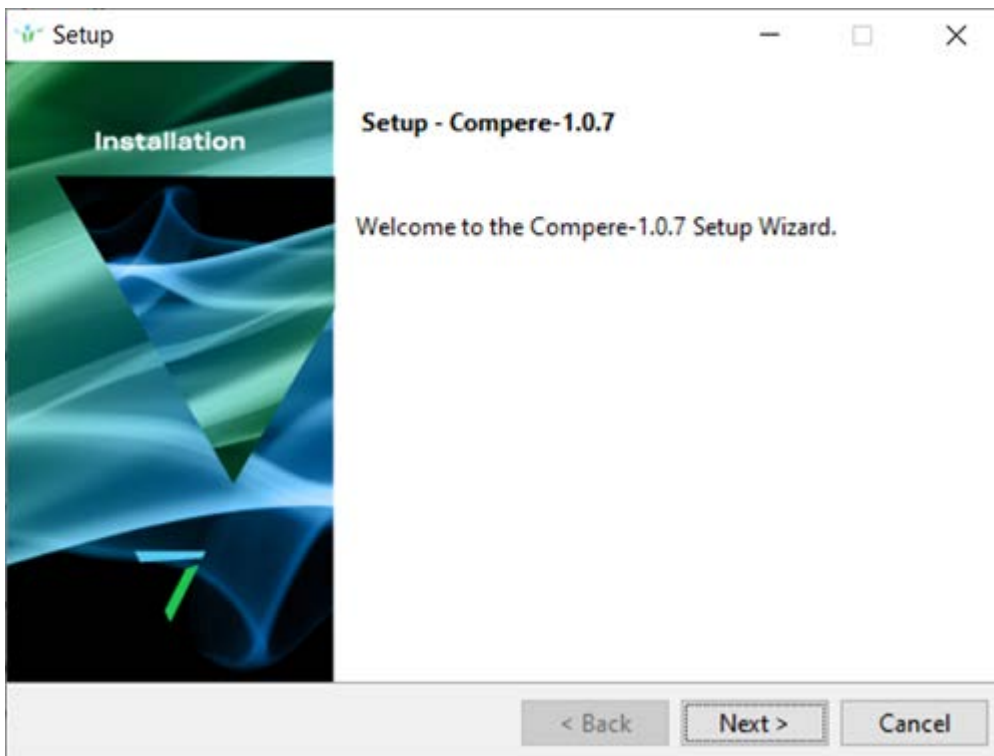 Setup
Installation
Setup - Compere-1.0.7
Welcome to the Compere-1.0.7 Setup Wizard.
< Back
Next >
Cancel